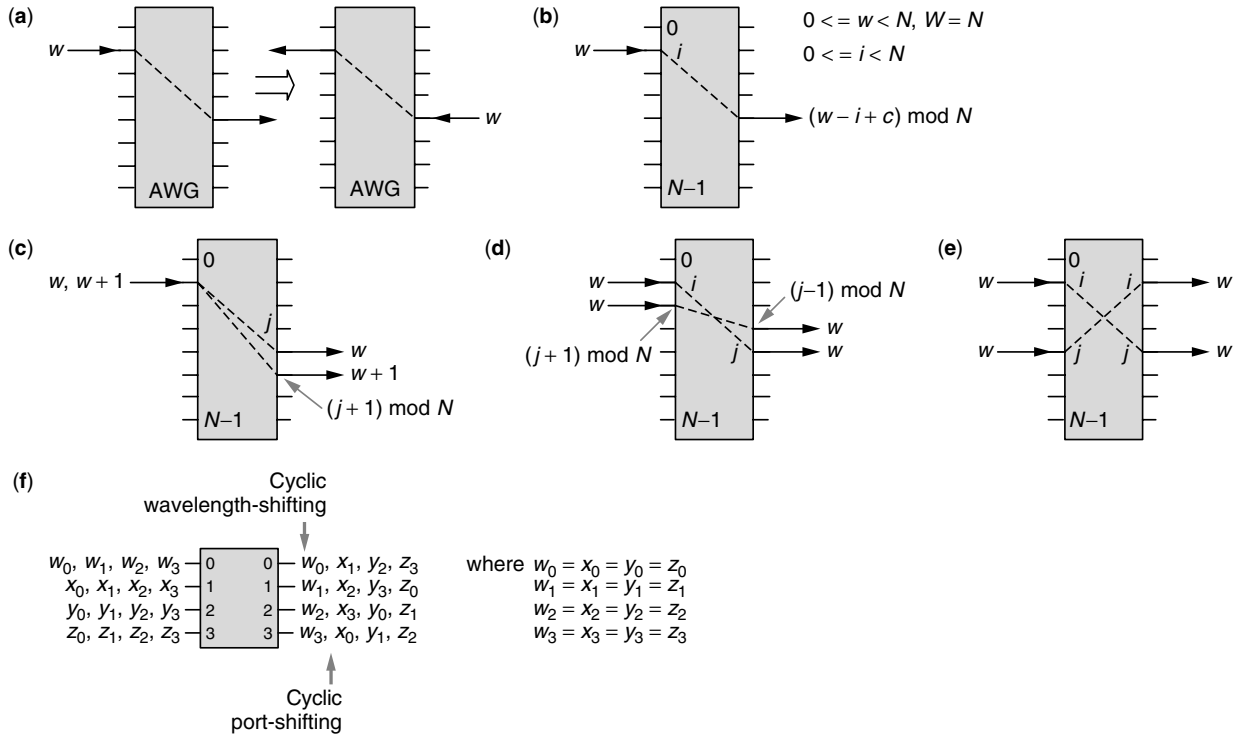 (a)
w
AWG
AWG
w
(b)
0
i
w
N–1
0 <= w < N, W = N
0 <= i < N
(w – i + c) mod N
(c)
0
w, w + 1
j
w
w + 1
(j + 1) mod N
N–1
(d)
0
w
i
w
(j–1) mod N
w
(j + 1) mod N
j
w
N–1
(e)
0
w
i
i
w
w
j
j
w
N–1
(f)
Cyclic
wavelength-shifting
w0, w1, w2, w3 0 0 w0, x1, y2, z3 where w0 = x0 = y0 = z0
x0, x1, x2, x3 1 1 w1, x2, y3, z0 w1 = x1 = y1 = z1
y0, y1, y2, y3 2 2 w2, x3, y0, z1 w2 = x2 = y2 = z2
z0, z1, z2, z3 3 3 w3, x0, y1, z2 w3 = x3 = y3 = z3
Cyclic
port-shifting